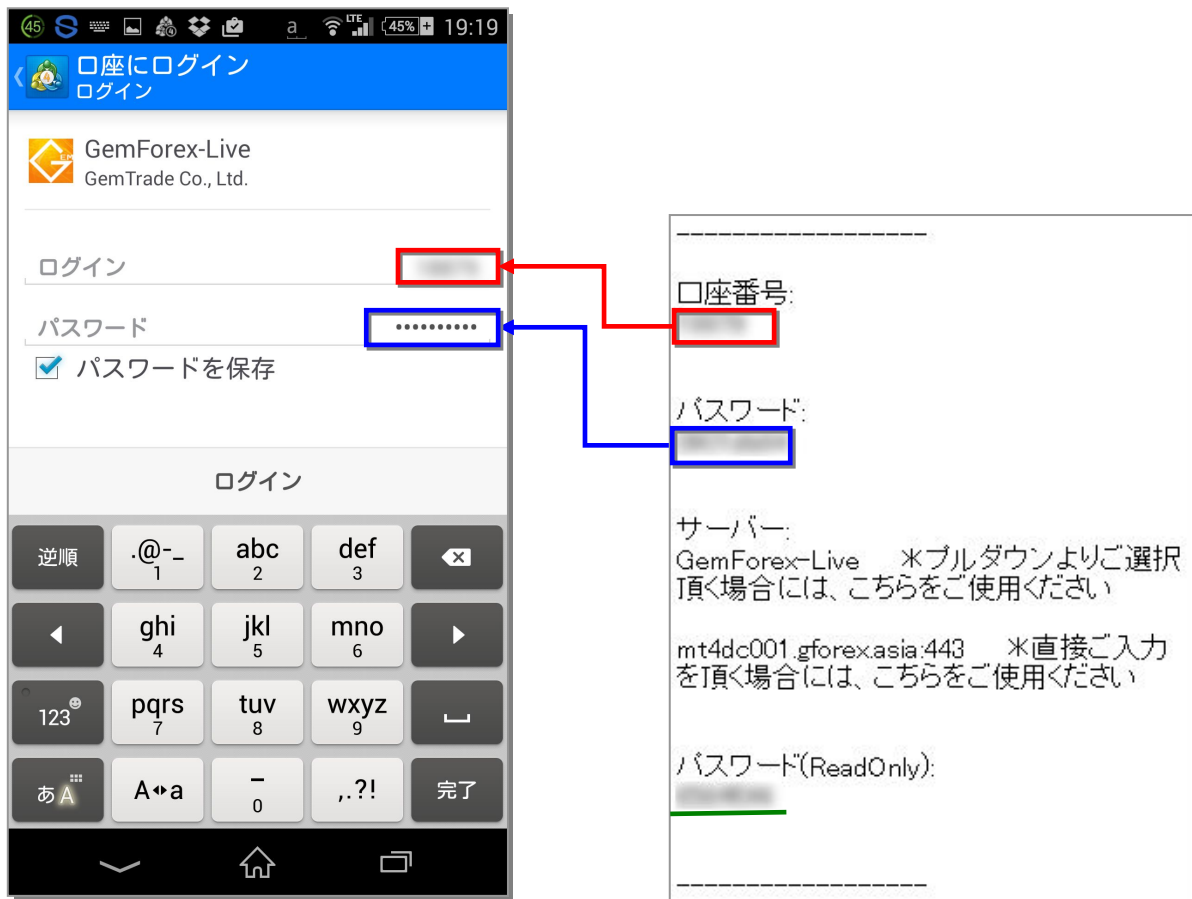 45
a
LTE
45%
19:19
口座にログイン
ログイン
GemForex-Live
GemTrade Co., Ltd.
ログイン
パスワード
••••••••••
パスワードを保存
ログイン
逆順
.@-_
1
abc
2
def
3
ghi
4
jkl
5
mno
6
123
pqrs
7
tuv
8
wxyz
9
あA
A⇔a
−
0
,.?!
完了
------------------
口座番号:
パスワード:
サーバー:
GemForex-Live ※プルダウンよりご選択
頂く場合には、こちらをご使用ください
mt4dc001.gforex.asia:443 ※直接ご入力
を頂く場合には、こちらをご使用ください
パスワード(ReadOnly):
------------------